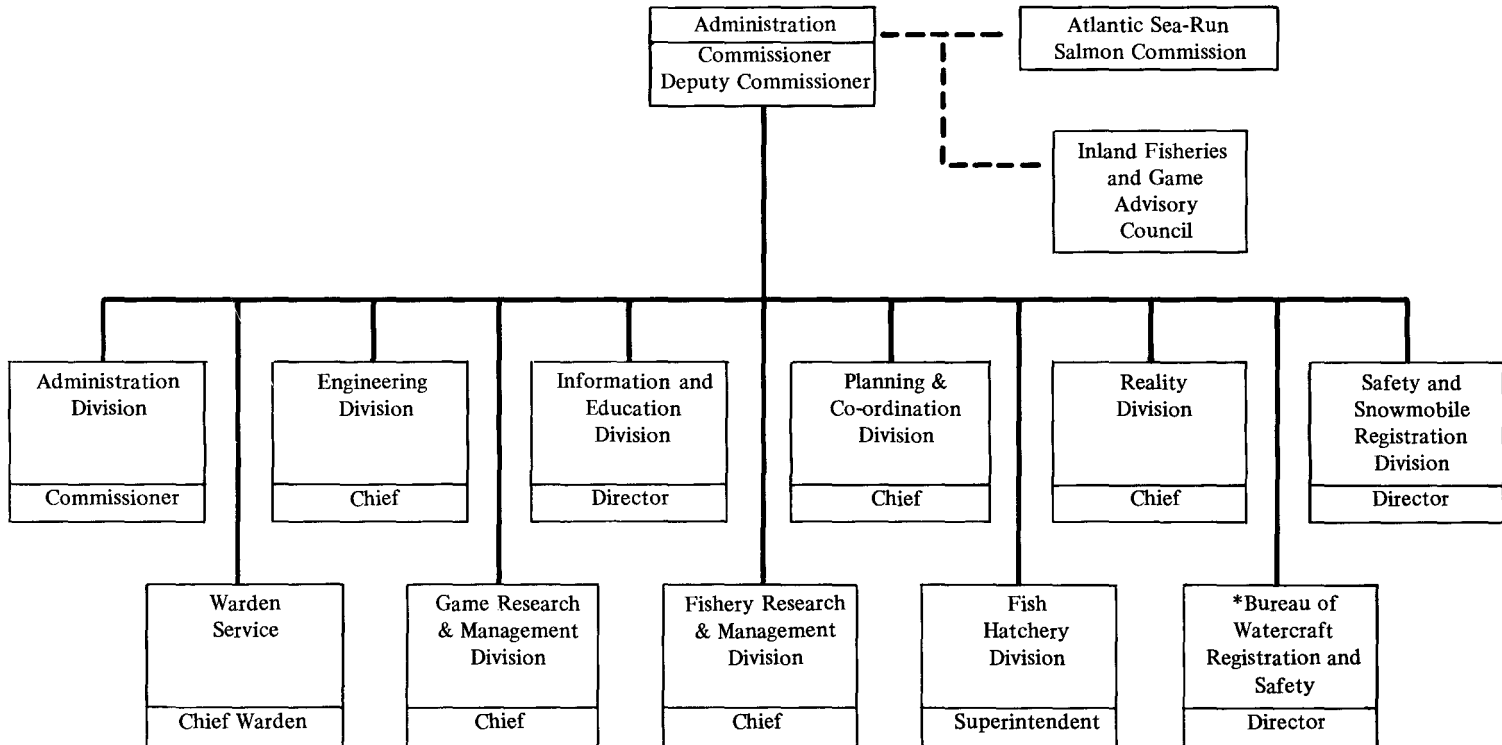 Administration
Commissioner
Deputy Commissioner
Atlantic Sea-Run
Salmon Commission
Inland Fisheries
and Game
Advisory
Council
Administration
Division
Commissioner
Engineering
Division
Chief
Information and
Education
Division
Director
Planning &
Co-ordination
Division
Chief
Reality
Division
Chief
Safety and
Snowmobile
Registration
Division
Director
Warden
Service
Chief Warden
Game Research
& Management
Division
Chief
Fishery Research
& Management
Division
Chief
Fish
Hatchery
Division
Superintendent
*Bureau of
Watercraft
Registration and
Safety
Director